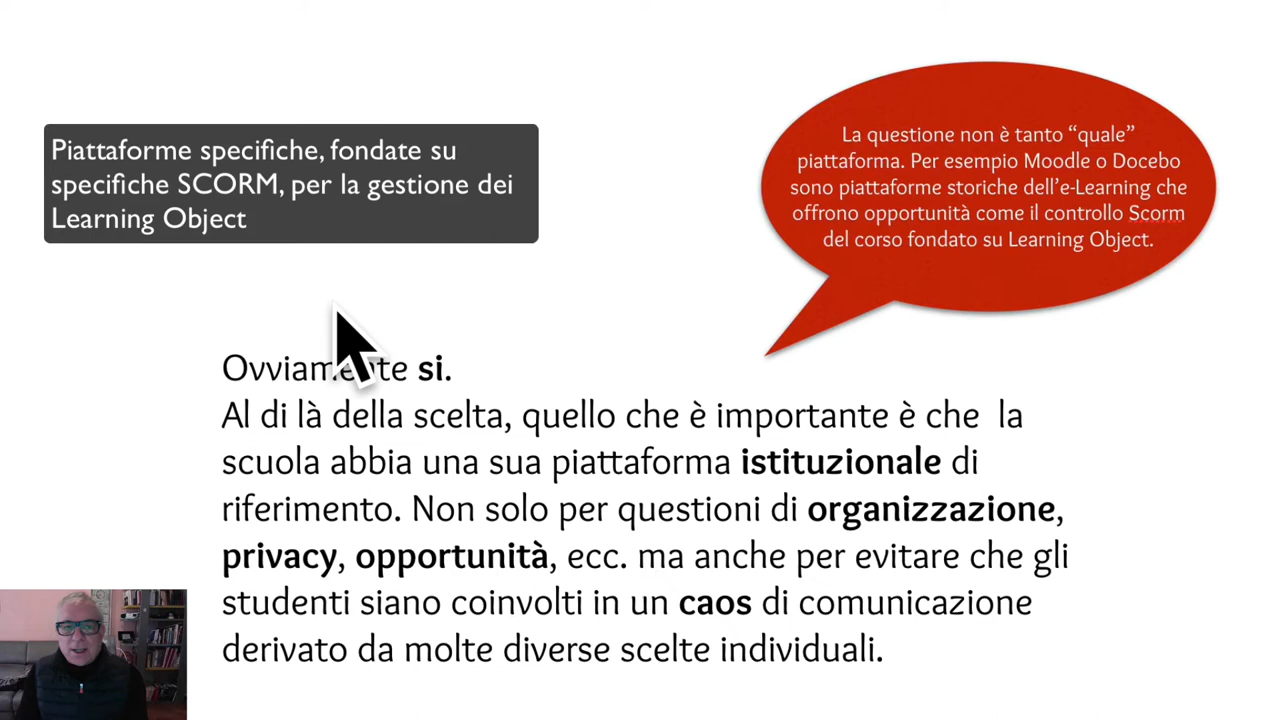 Piattaforme specifiche, fondate su
specifiche SCORM, per la gestione dei
Learning Object
La questione non è tanto “quale”
piattaforma. Per esempio Moodle o Docebo
sono piattaforme storiche dell’e-Learning che
offrono opportunità come il controllo Scorm
del corso fondato su Learning Object.
Ovviamente si.
Al di là della scelta, quello che è importante è che la
scuola abbia una sua piattaforma istituzionale di
riferimento. Non solo per questioni di organizzazione,
privacy, opportunità, ecc. ma anche per evitare che gli
studenti siano coinvolti in un caos di comunicazione
derivato da molte diverse scelte individuali.